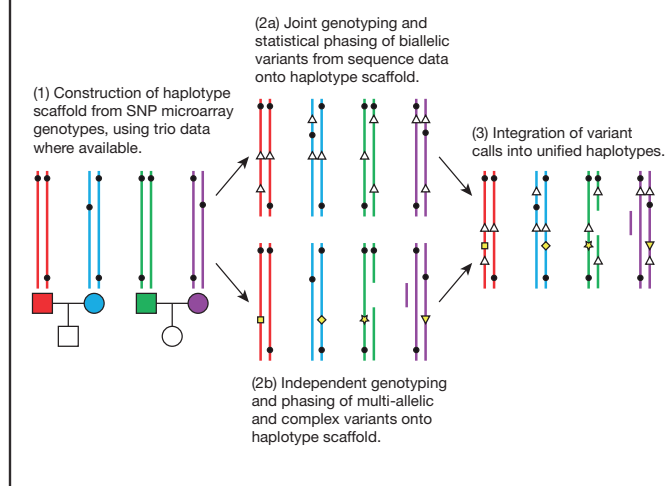 (1) Construction of haplotype
scaffold from SNP microarray
genotypes, using trio data
where available.
(2a) Joint genotyping and
statistical phasing of biallelic
variants from sequence data
onto haplotype scaffold.
(2b) Independent genotyping
and phasing of multi-allelic
and complex variants onto
haplotype scaffold.
(3) Integration of variant
calls into unified haplotypes.